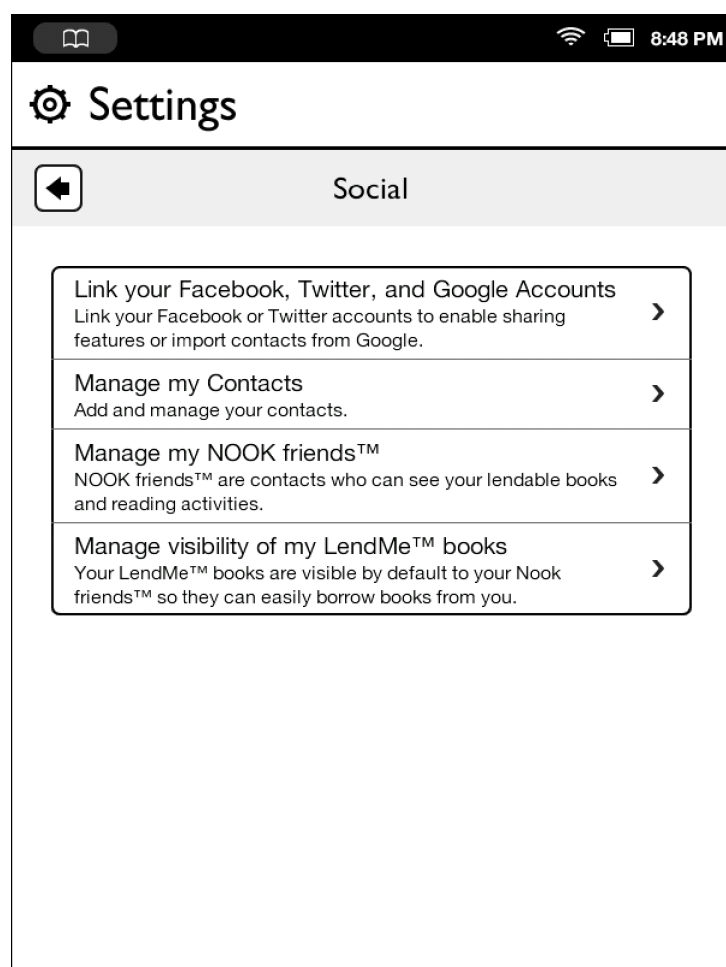 8:48 PM
Settings
Social
Link your Facebook, Twitter, and Google Accounts
Link your Facebook or Twitter accounts to enable sharing
features or import contacts from Google.
Manage my Contacts
Add and manage your contacts.
Manage my NOOK friends™
NOOK friends™ are contacts who can see your lendable books
and reading activities.
Manage visibility of my LendMe™ books
Your LendMe™ books are visible by default to your Nook
friends™ so they can easily borrow books from you.